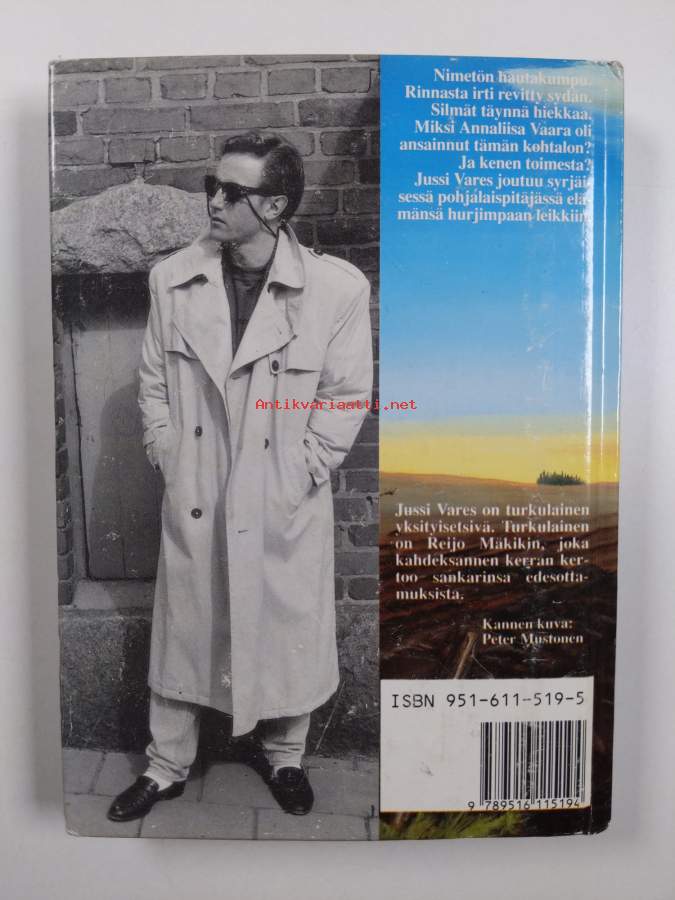 Nimetön hautakumpu.
Rinnasta irti revitty sydän.
Silmät täynnä hiekkaa.
Miksi Annaliisa Vaara oli
ansainnut tämän kohtalon?
Ja kenen toimesta?
Jussi Vares joutuu syrjäi-
sessä pohjalaispitäjässä elä-
mänsä hurjimpaan leikkiin.
Antikvariaatti.net
Jussi Vares on turkulainen
yksityisetsivä. Turkulainen
on Reijo Mäkikin, joka
kahdeksannen kerran ker-
too sankarinsa edesotta-
muksista.
Kannen kuva:
Peter Mustonen
ISBN 951-611-519-5
9 789516 115194